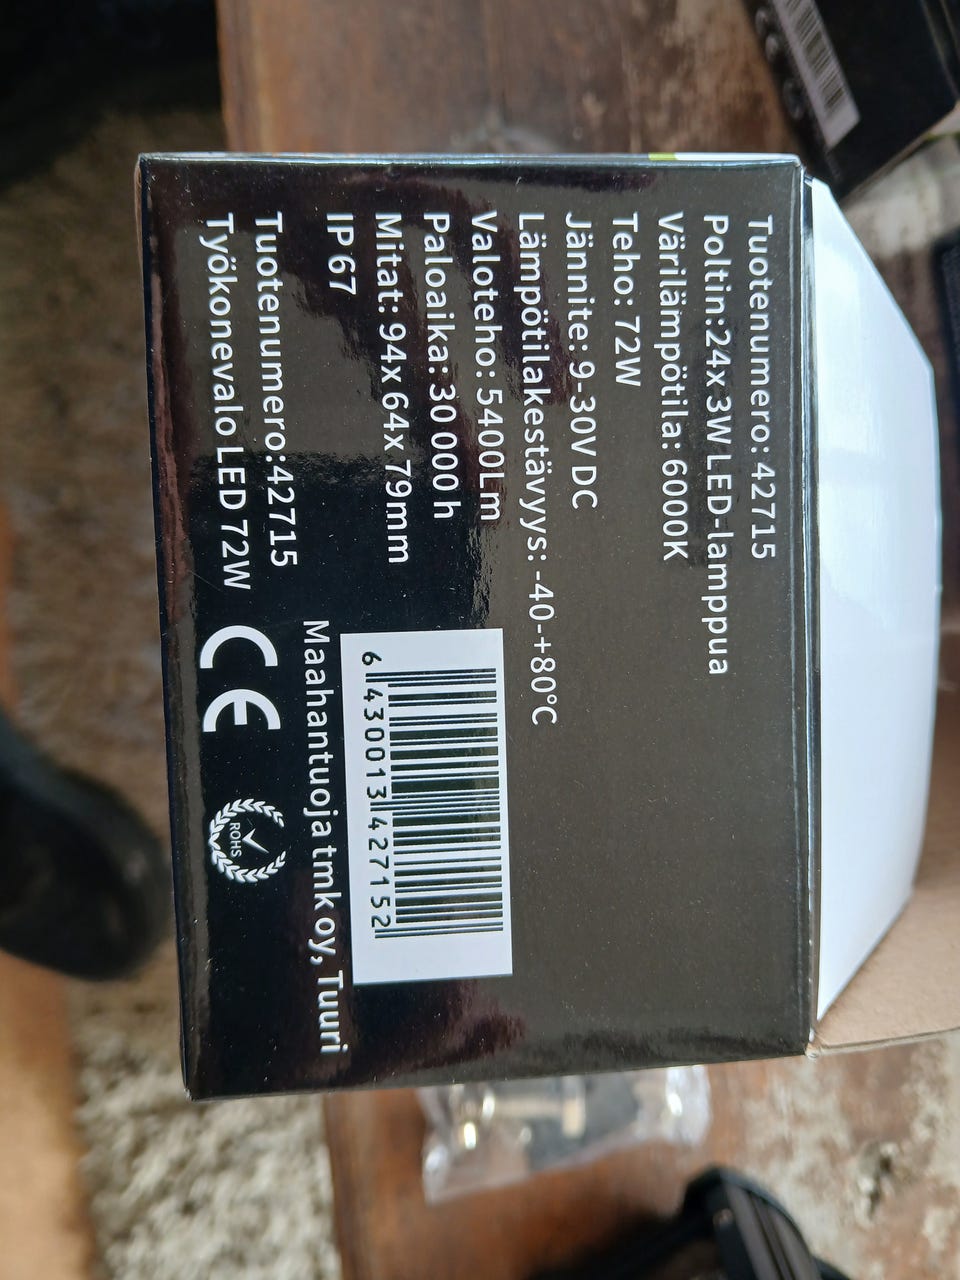 Tuotenumero: 42715
Poltin:24x 3W LED-lamppua
Värilämpötila: 6000K
Teho: 72W
Jännite: 9-30V DC
Lämpötilakestävyys: -40-+80°C
Valoteho: 5400Lm
Paloaika: 30 000 h
Mitat: 94x 64x 79mm
IP 67
6 430013 427152
Maahantuoja tmk oy, Tuuri
Tuotenumero:42715
Työkonevalo LED 72W
CE
ROHS